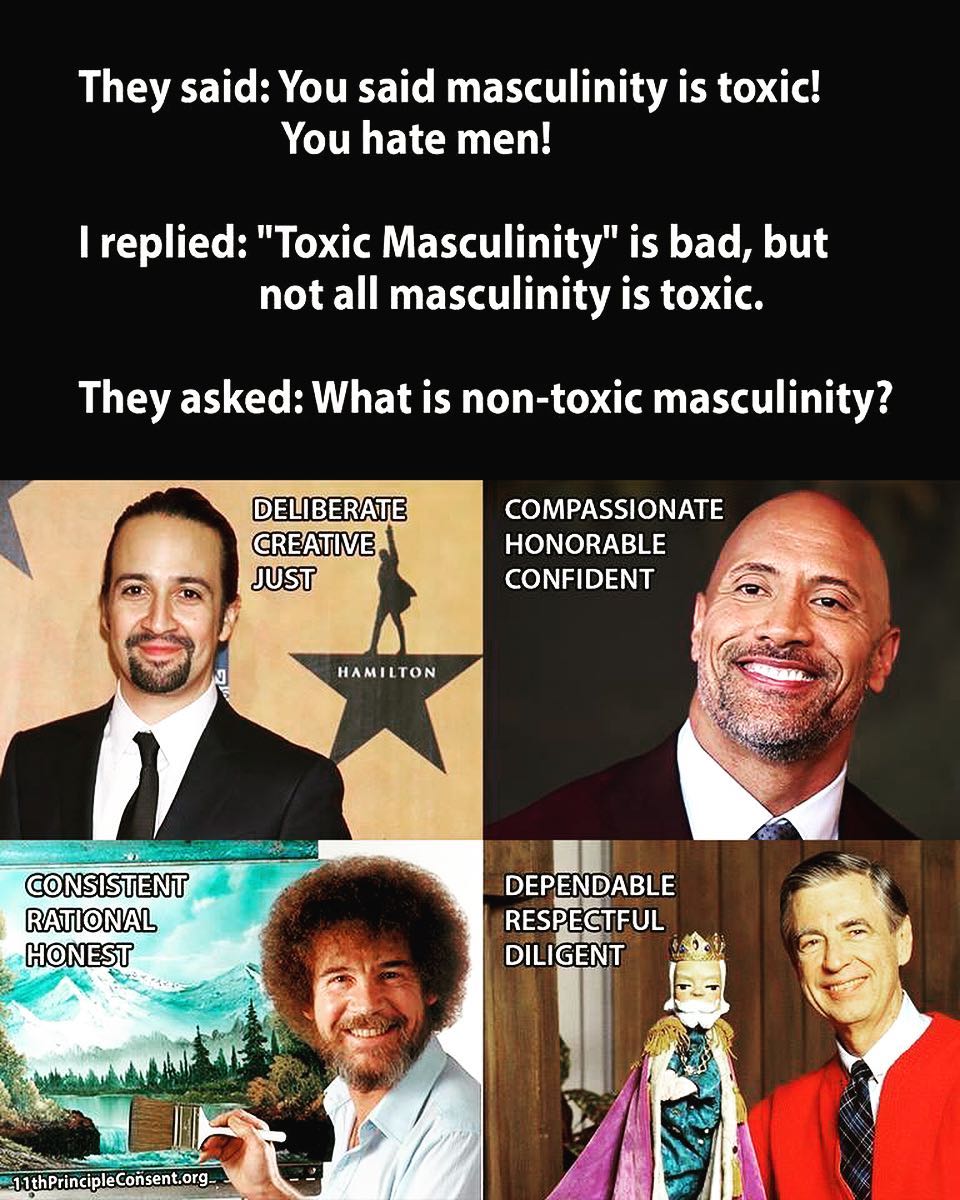 They said: You said masculinity is toxic!
You hate men!
I replied: "Toxic Masculinity" is bad, but
not all masculinity is toxic.
They asked: What is non-toxic masculinity?
DELIBERATE
CREATIVE
JUST
HAMILTON
COMPASSIONATE
HONORABLE
CONFIDENT
CONSISTENT
RATIONAL
HONEST
DEPENDABLE
RESPECTFUL
DILIGENT
11thPrincipleConsent.org